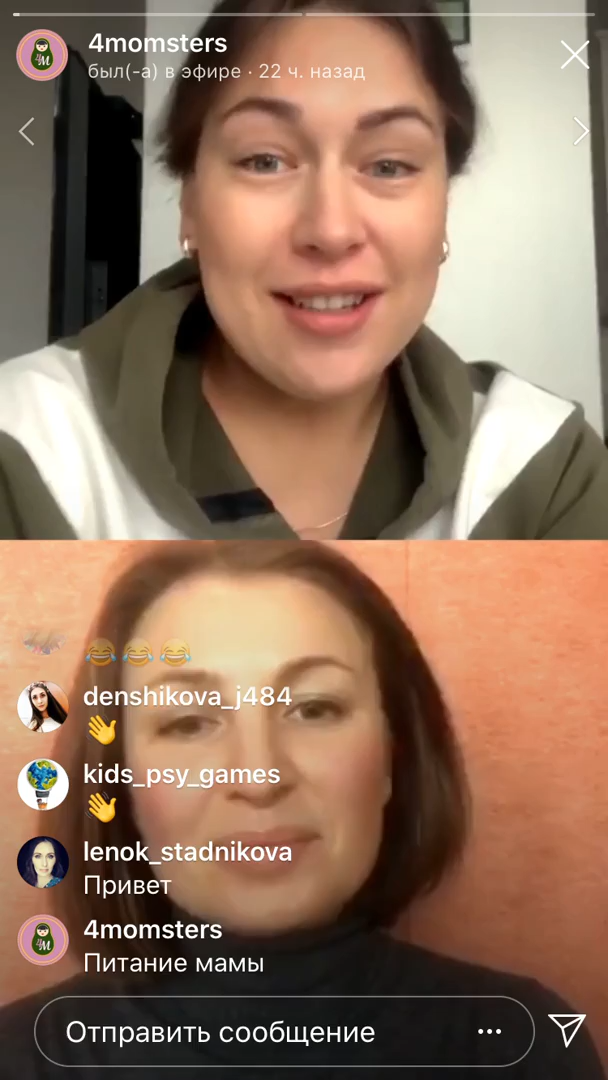 4momsters
был(-а) в эфире · 22 ч. назад
😂😂😂
denshikova_j484
👋
kids_psy_games
👋
lenok_stadnikova
Привет
4momsters
Питание мамы
Отправить сообщение